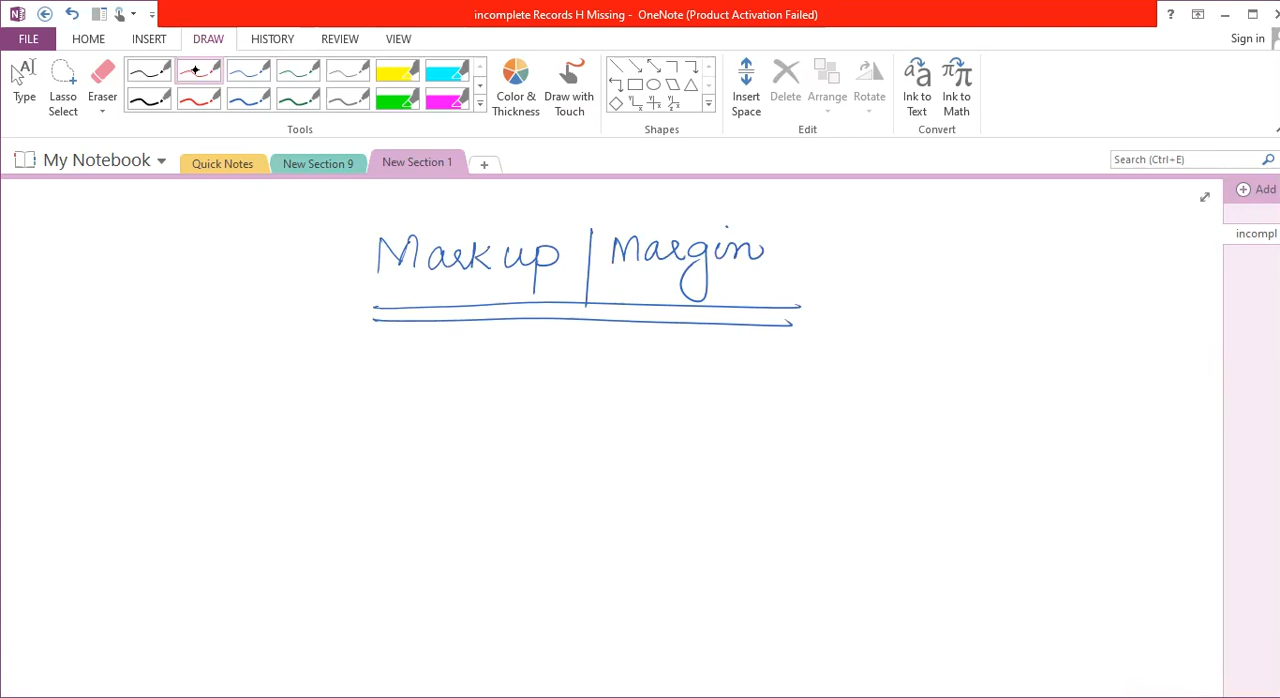 incomplete Records H Missing - OneNote (Product Activation Failed)
?
FILE HOME INSERT DRAW HISTORY REVIEW VIEW
Sign in
Type
Lasso Select
Eraser
Color & Thickness
Draw with Touch
Insert Space
Delete
Arrange
Rotate
Ink to Text
Ink to Math
Tools Shapes Edit Convert
My Notebook Quick Notes New Section 9 New Section 1 +
Search (Ctrl+E)
Add
incompl
Markup | Margin